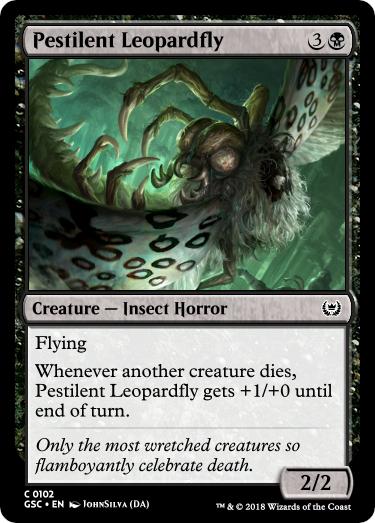 Pestilent Leopardfly 3
Creature — Insect Horror
Flying
Whenever another creature dies,
Pestilent Leopardfly gets +1/+0 until
end of turn.
Only the most wretched creatures so
flamboyantly celebrate death.
2/2
C 0102
GSC • EN JohnSilva (DA)
™ & © 2018 Wizards of the Coast